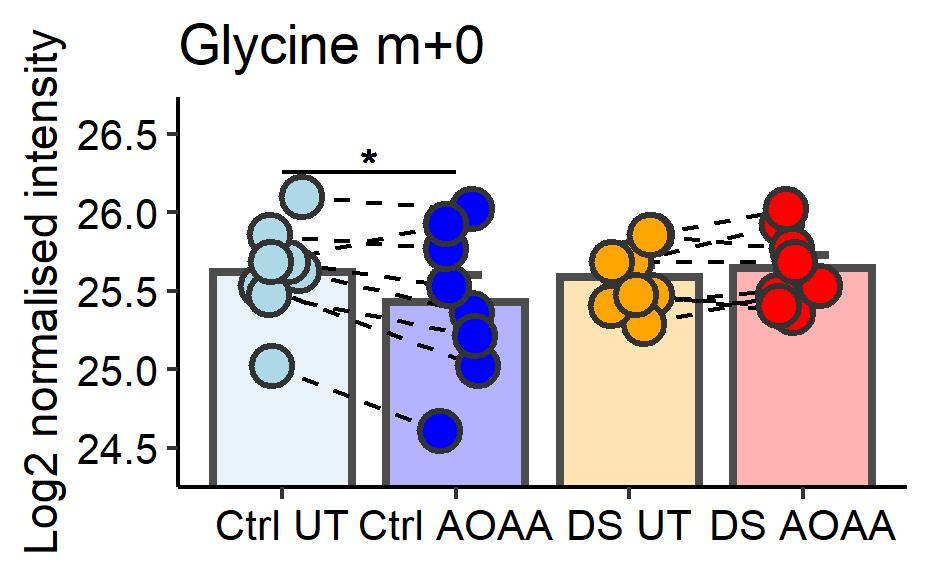 Glycine m+0
Log2 normalised intensity
26.5
26.0
25.5
25.0
24.5
*
Ctrl UT Ctrl AOAA DS UT DS AOAA